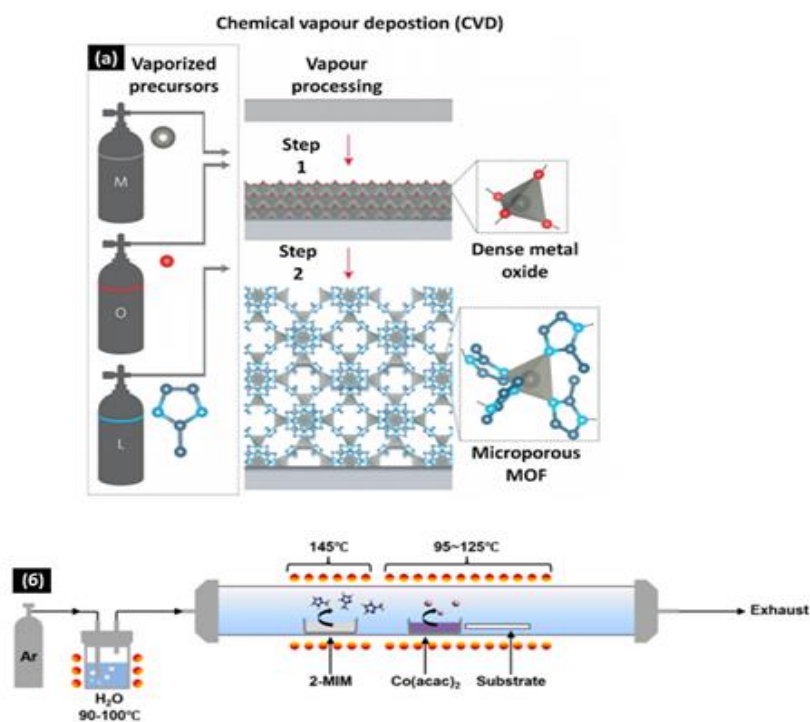 Chemical vapour depostion (CVD)
(a)
Vaporized
precursors
Vapour
processing
M
O
L
Step
1
Dense metal
oxide
Step
2
Microporous
MOF
(б)
145℃
95~125℃
Ar
H₂O
90-100℃
2-MIM
Co(acac)₂
Substrate
Exhaust